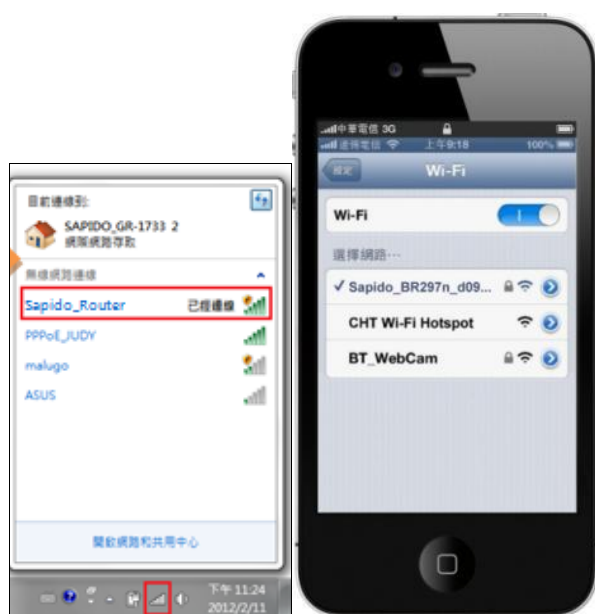 目前連線到:
SAPIDO_GR-1733 2
網際網路存取
無線網路連線
Sapido_Router 已經連線
PPPoE_JUDY
malugo
ASUS
開啟網路和共用中心
下午 11:24
2012/2/11
中華電信 3G
遠傳電信 上午9:18 100%
設定 Wi-Fi
Wi-Fi
選擇網路...
Sapido_BR297n_d09...
CHT Wi-Fi Hotspot
BT_WebCam